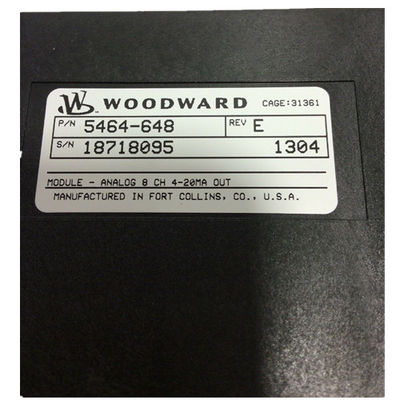 WOODWARD CAGE:31361
P/N 5464-648 REV E
S/N 18718095 1304
MODULE - ANALOG 8 CH 4-20MA OUT
MANUFACTURED IN FORT COLLINS, CO., U.S.A.